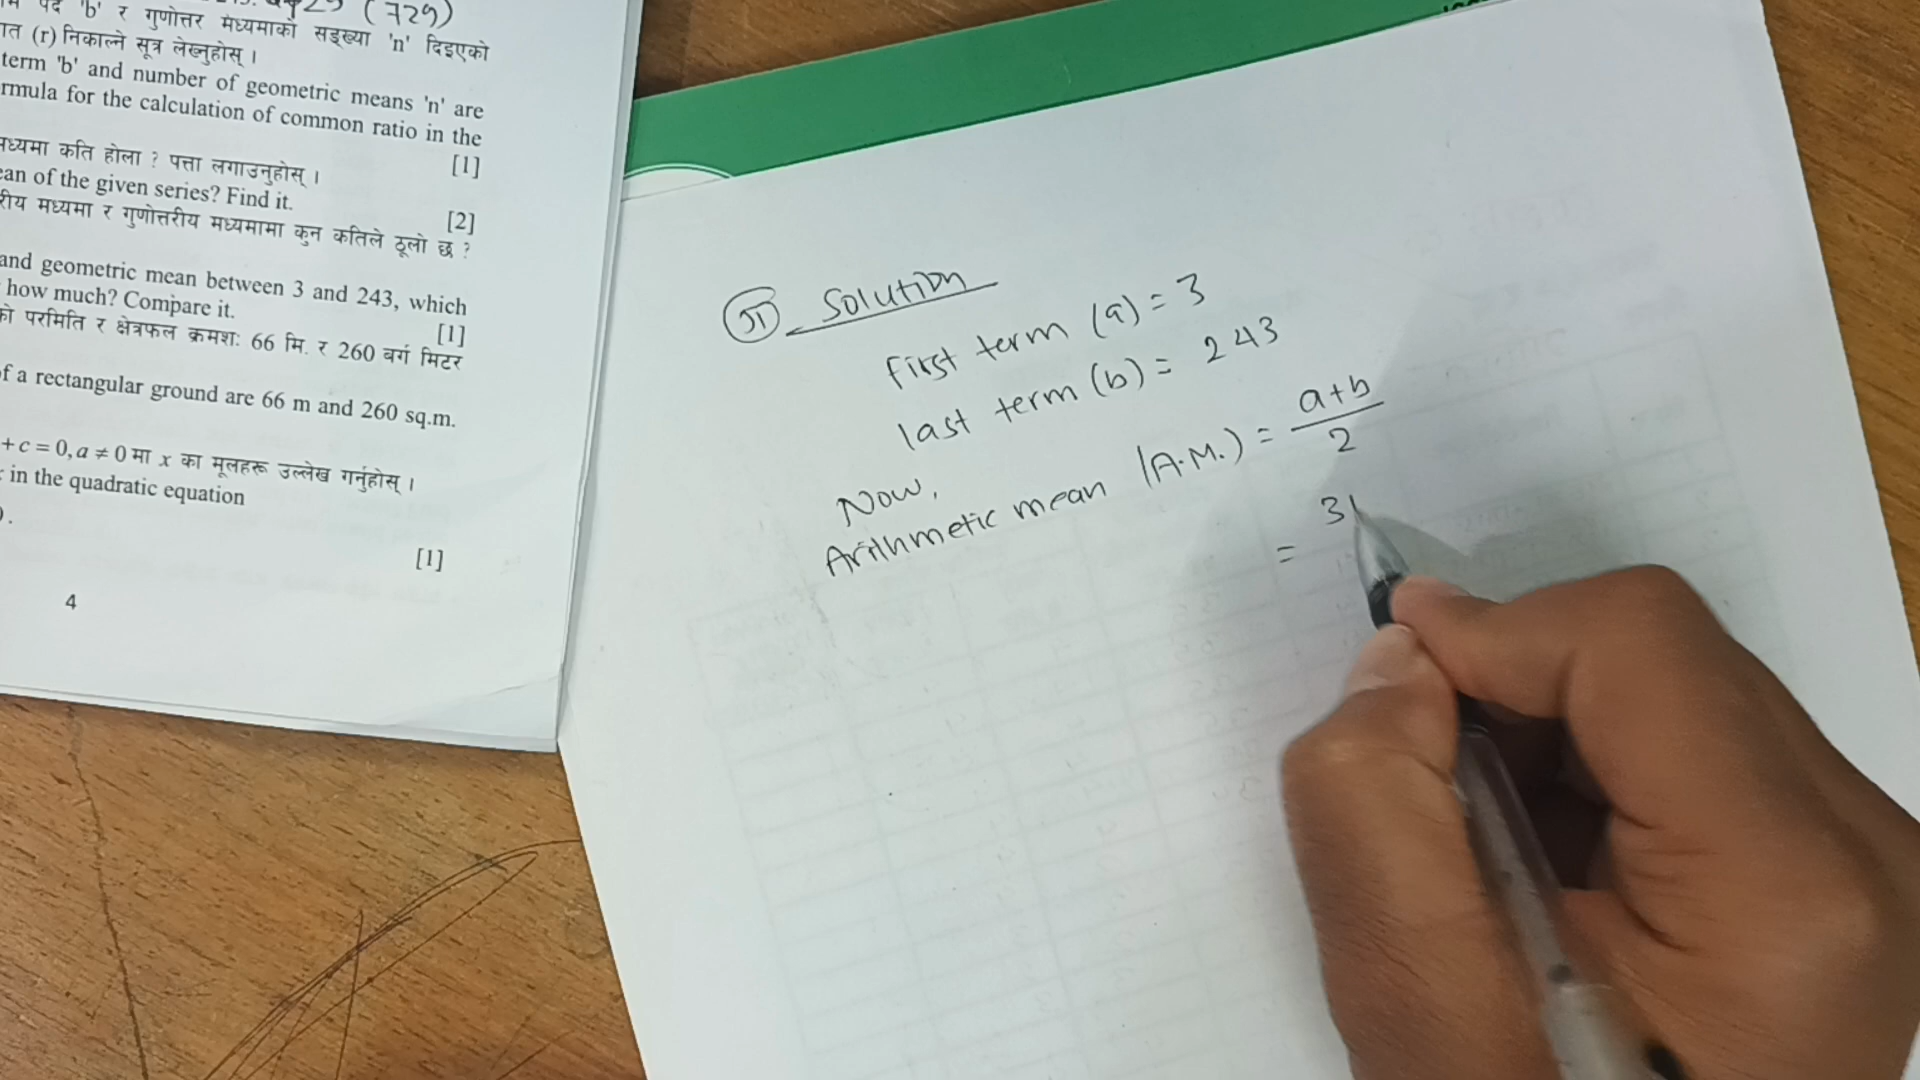 (729)
पद 'b' र गुणोत्तर मध्यमाको सङ्ख्या 'n' दिइएको
(r) निकाल्ने सूत्र लेख्नुहोस् ।
term 'b' and number of geometric means 'n' are
rmula for the calculation of common ratio in the
[1]
मध्यमा कति होला ? पत्ता लगाउनुहोस् ।
ean of the given series? Find it.
[2]
रीय मध्यमा र गुणोत्तरीय मध्यमामा कुन कतिले ठूलो छ ?
and geometric mean between 3 and 243, which
how much? Compare it.
[1]
को परिमिति र क्षेत्रफल क्रमशः 66 मि. र 260 वर्ग मिटर
f a rectangular ground are 66 m and 260 sq.m.
+ c = 0, a ≠ 0 मा x का मूलहरू उल्लेख गर्नुहोस् ।
in the quadratic equation
[1]
4
Solution
First term (a) = 3
last term (b) = 243
Now,
Arithmetic mean (A.M.) = a+b
2
= 3